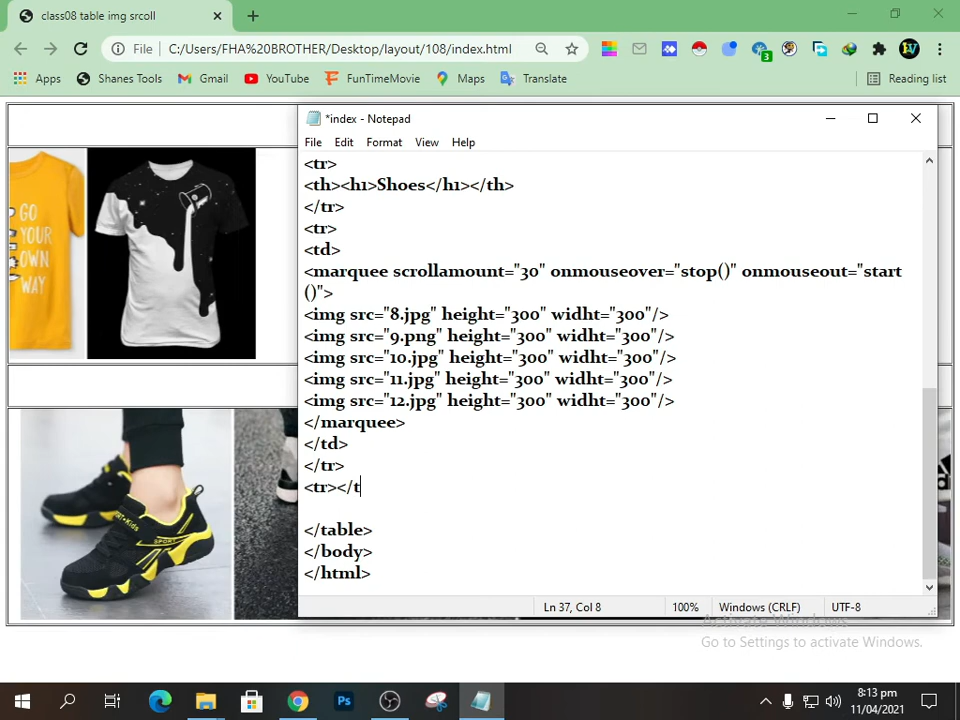 class08 table img srcoll
File
C:/Users/FHA%20BROTHER/Desktop/layout/108/index.html
3
Apps
Shanes Tools
Gmail
YouTube
FunTimeMovie
Maps
Translate
Reading list
*index - Notepad
File Edit Format View Help
<tr>
<th><h1>Shoes</h1></th>
</tr>
<tr>
<td>
<marquee scrollamount="30" onmouseover="stop()" onmouseout="start
()">
<img src="8.jpg" height="300" widht="300"/>
<img src="9.png" height="300" widht="300"/>
<img src="10.jpg" height="300" widht="300"/>
<img src="11.jpg" height="300" widht="300"/>
<img src="12.jpg" height="300" widht="300"/>
</marquee>
</td>
</tr>
<tr></t
</table>
</body>
</html>
Ln 37, Col 8
100%
Windows (CRLF)
UTF-8
GO
YOUR
OWN
WAY
SPORT
Activate Windows
Go to Settings to activate Windows.
Ps
8:13 pm
11/04/2021